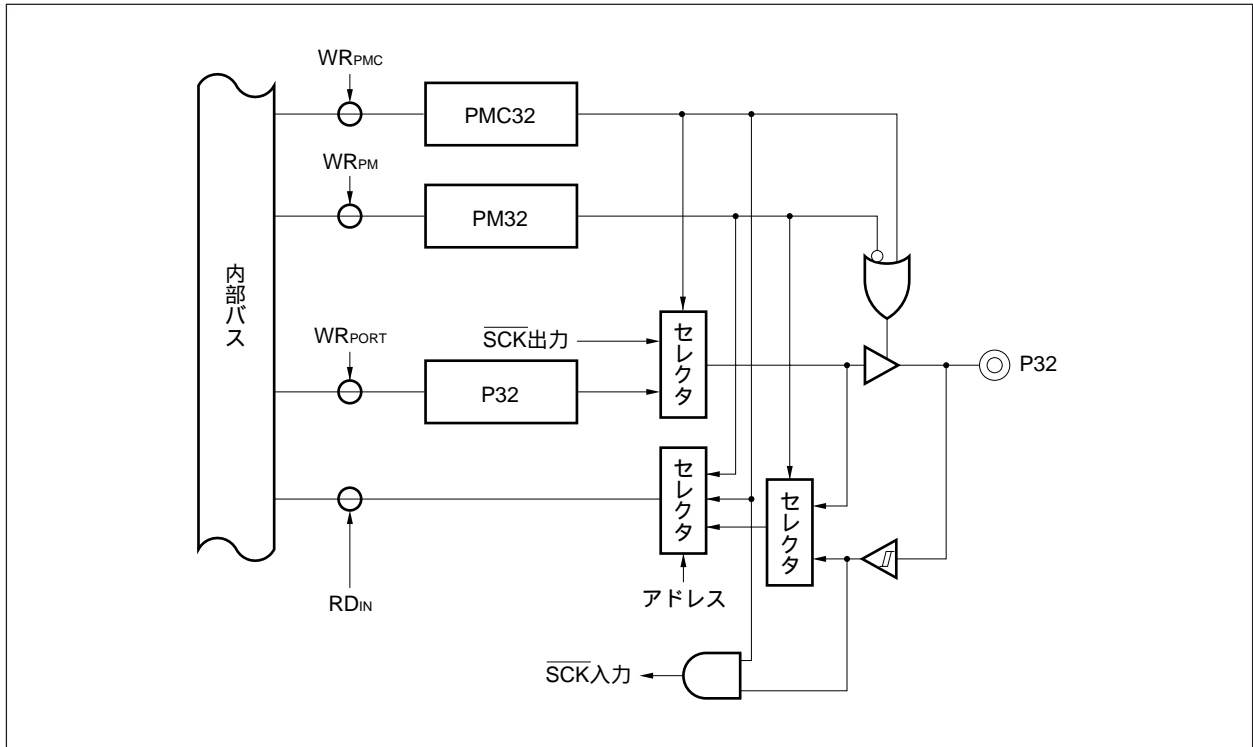 WRPMC
PMC32
WRPM
PM32
内部バス
WRPORT
SCK出力
セレクタ
P32
P32
セレクタ
セレクタ
RDIN
アドレス
SCK入力